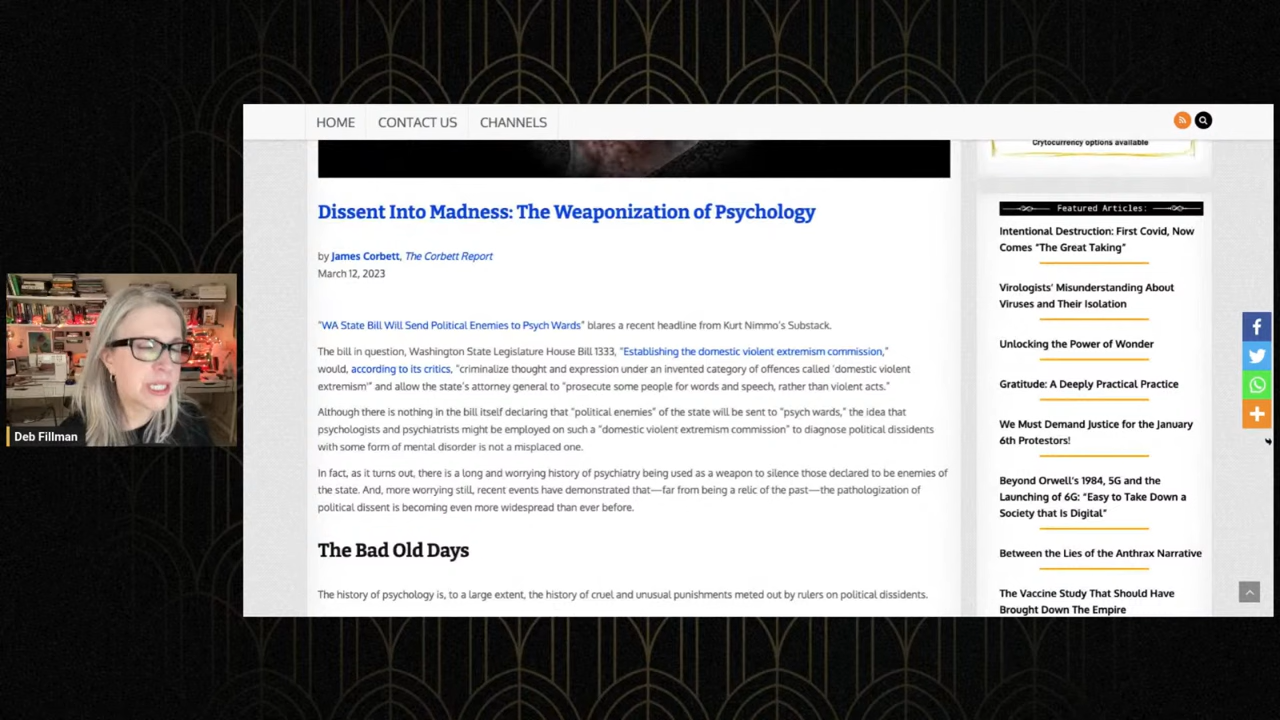 HOME CONTACT US CHANNELS
Crytocurrency options available
Dissent Into Madness: The Weaponization of Psychology
by James Corbett, The Corbett Report
March 12, 2023
"WA State Bill Will Send Political Enemies to Psych Wards" blares a recent headline from Kurt Nimmo's Substack.
The bill in question, Washington State Legislature House Bill 1333, "Establishing the domestic violent extremism commission,"
would, according to its critics, "criminalize thought and expression under an invented category of offences called 'domestic violent
extremism'" and allow the state's attorney general to "prosecute some people for words and speech, rather than violent acts."
Although there is nothing in the bill itself declaring that "political enemies" of the state will be sent to "psych wards," the idea that
psychologists and psychiatrists might be employed on such a "domestic violent extremism commission" to diagnose political dissidents
with some form of mental disorder is not a misplaced one.
In fact, as it turns out, there is a long and worrying history of psychiatry being used as a weapon to silence those declared to be enemies of
the state. And, more worrying still, recent events have demonstrated that—far from being a relic of the past—the pathologization of
political dissent is becoming even more widespread than ever before.
The Bad Old Days
The history of psychology is, to a large extent, the history of cruel and unusual punishments meted out by rulers on political dissidents.
Featured Articles:
Intentional Destruction: First Covid, Now
Comes "The Great Taking"
Virologists' Misunderstanding About
Viruses and Their Isolation
Unlocking the Power of Wonder
Gratitude: A Deeply Practical Practice
We Must Demand Justice for the January
6th Protestors!
Beyond Orwell's 1984, 5G and the
Launching of 6G: "Easy to Take Down a
Society that Is Digital"
Between the Lies of the Anthrax Narrative
The Vaccine Study That Should Have
Brought Down The Empire
Deb Fillman